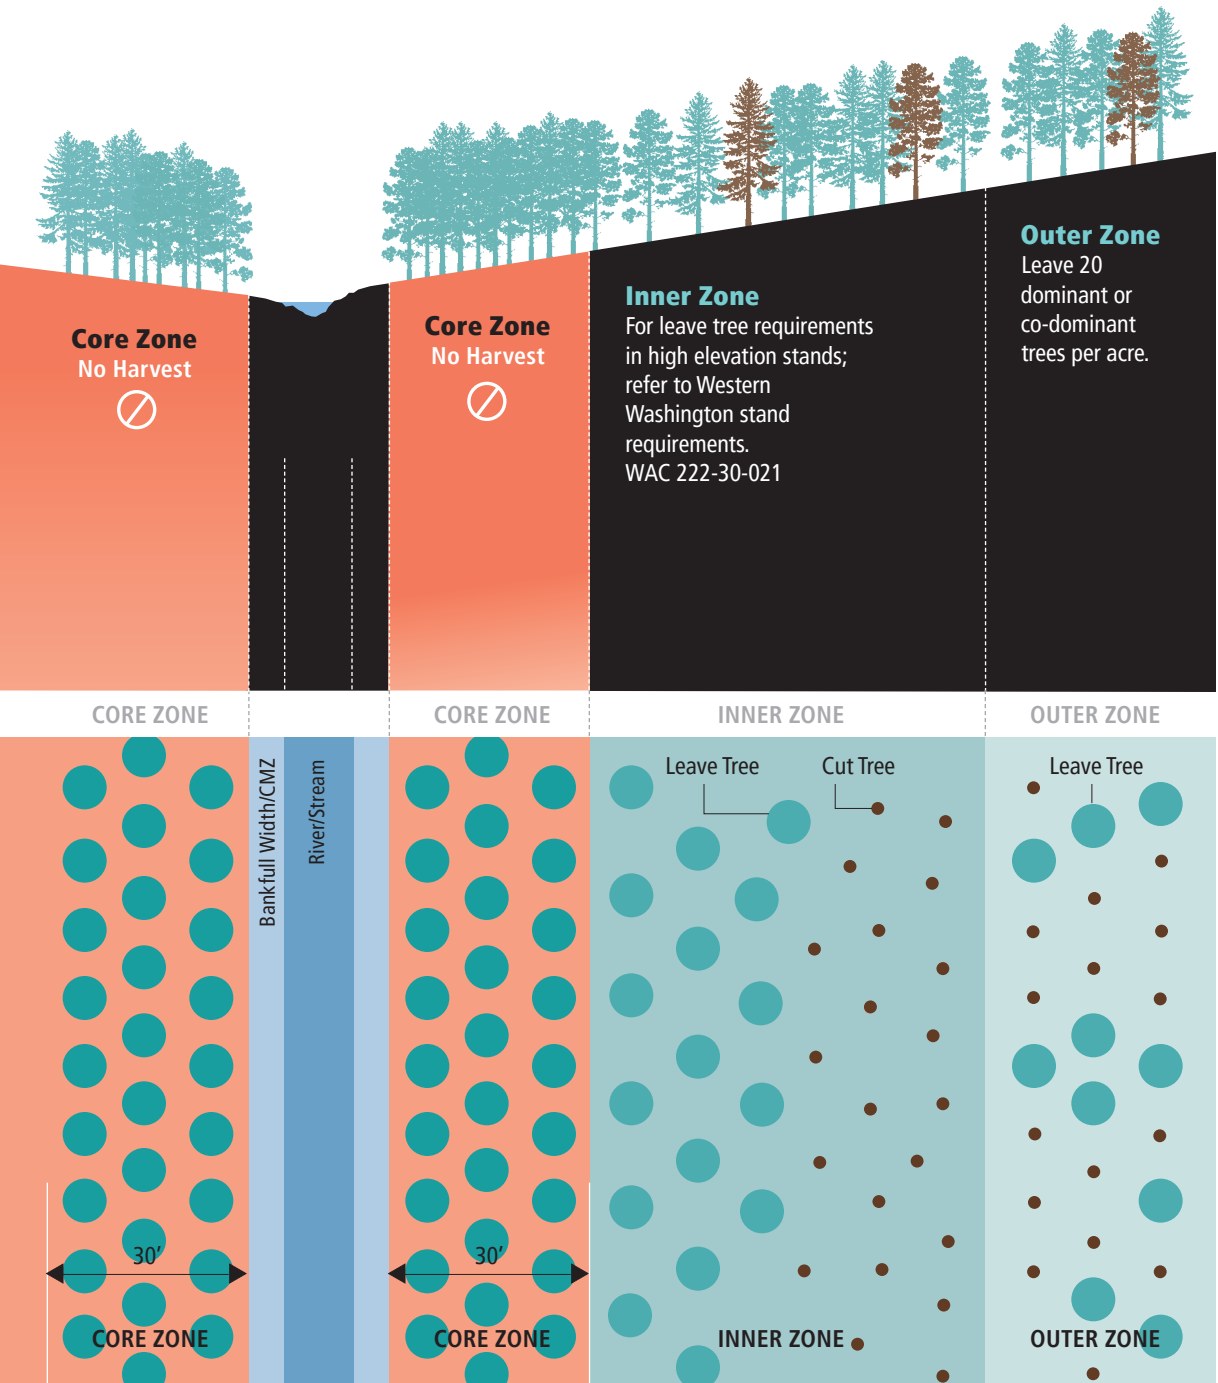 Core Zone
No Harvest
Core Zone
No Harvest
Inner Zone
For leave tree requirements
in high elevation stands;
refer to Western
Washington stand
requirements.
WAC 222-30-021
Outer Zone
Leave 20
dominant or
co-dominant
trees per acre.
CORE ZONE
CORE ZONE
INNER ZONE
OUTER ZONE
Bankfull Width/CMZ
River/Stream
Leave Tree
Cut Tree
Leave Tree
30'
30'
CORE ZONE
CORE ZONE
INNER ZONE
OUTER ZONE